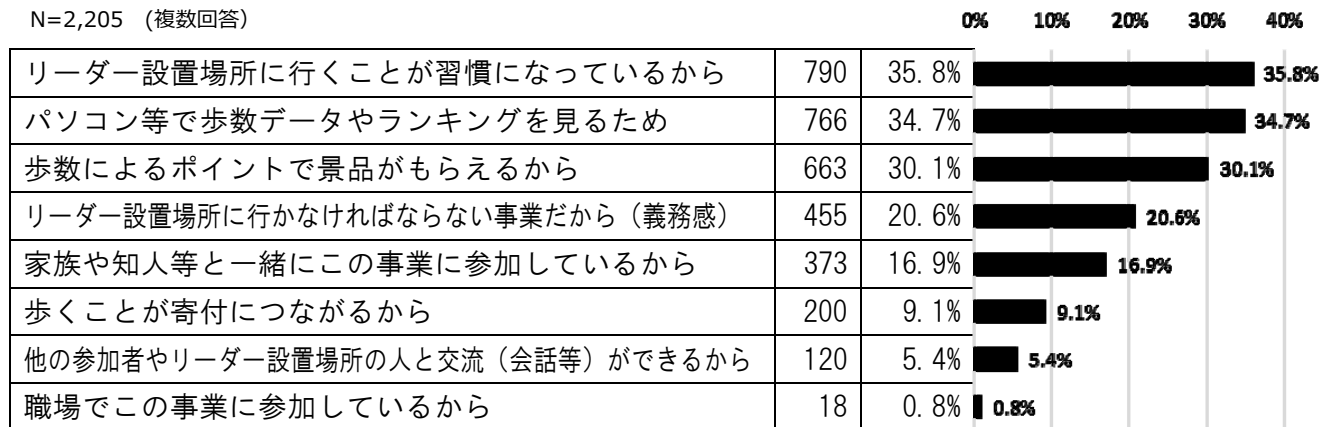 N=2,205 (複数回答) 0% 10% 20% 30% 40%
リーダー設置場所に行くことが習慣になっているから 790 35.8% 35.8%
パソコン等で歩数データやランキングを見るため 766 34.7% 34.7%
歩数によるポイントで景品がもらえるから 663 30.1% 30.1%
リーダー設置場所に行かなければならない事業だから（義務感） 455 20.6% 20.6%
家族や知人等と一緒にこの事業に参加しているから 373 16.9% 16.9%
歩くことが寄付につながるから 200 9.1% 9.1%
他の参加者やリーダー設置場所の人と交流（会話等）ができるから 120 5.4% 5.4%
職場でこの事業に参加しているから 18 0.8% 0.8%